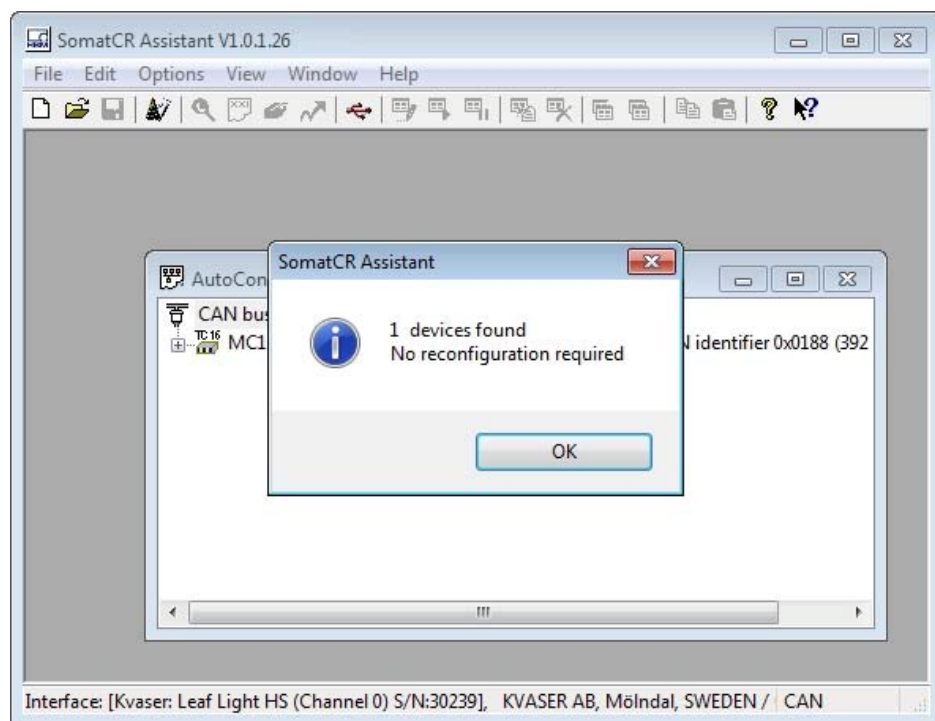 SomatCR Assistant V1.0.1.26
File Edit Options View Window Help
AutoCon
SomatCR Assistant
CAN bus
TC 16
MC1
1 devices found
No reconfiguration required
N identifier 0x0188 (392
OK
Interface: [Kvaser: Leaf Light HS (Channel 0) S/N:30239], KVASER AB, Mölndal, SWEDEN / CAN